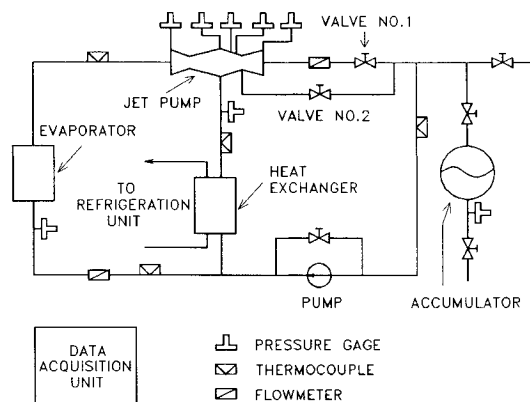 VALVE NO.1
JET PUMP
VALVE NO.2
EVAPORATOR
TO
REFRIGERATION
UNIT
HEAT
EXCHANGER
PUMP
ACCUMULATOR
DATA
ACQUISITION
UNIT
PRESSURE GAGE
THERMOCOUPLE
FLOWMETER